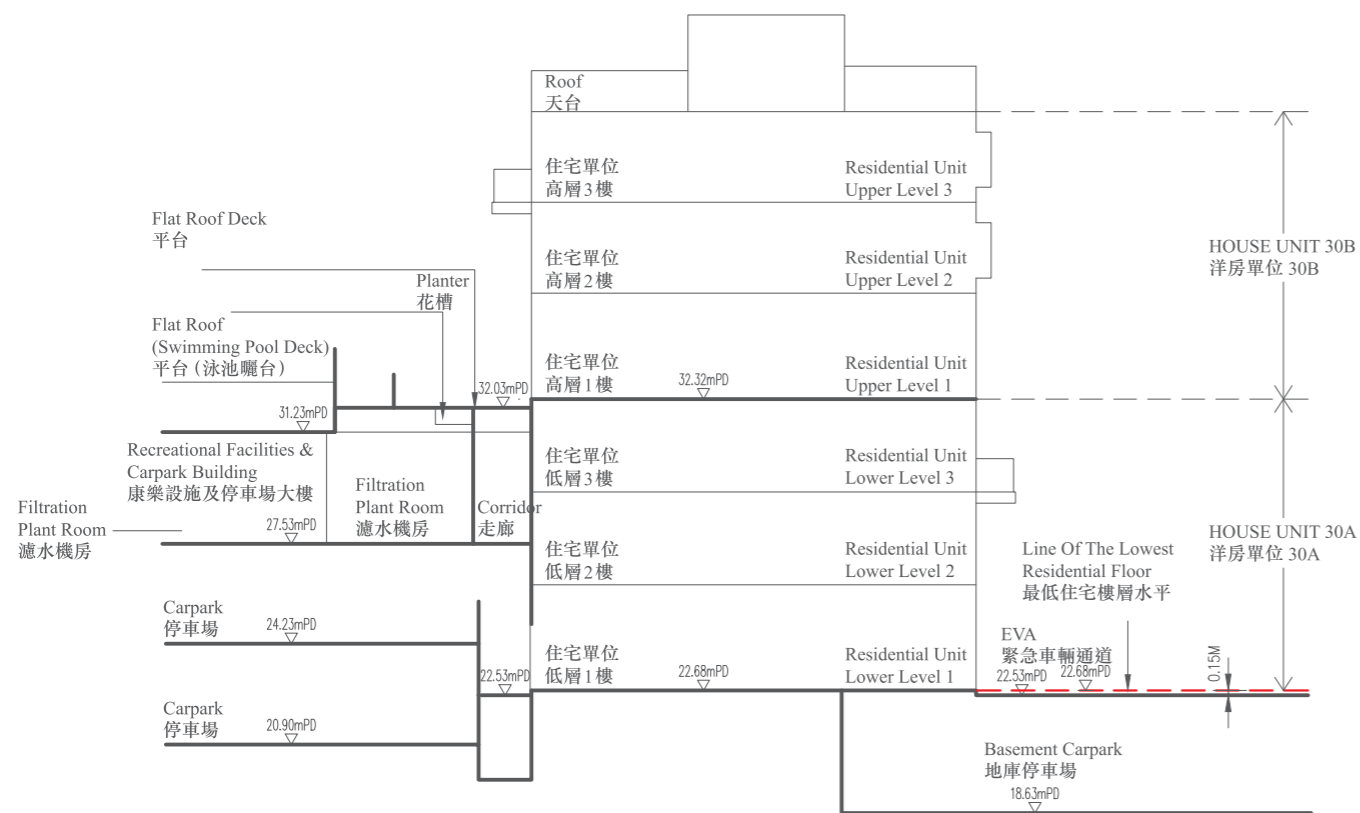 Roof
天台
住宅單位
高層3樓
Residential Unit
Upper Level 3
Flat Roof Deck
平台
住宅單位
高層2樓
Residential Unit
Upper Level 2
HOUSE UNIT 30B
洋房單位 30B
Planter
花槽
Flat Roof
(Swimming Pool Deck)
平台 (泳池曬台)
住宅單位
高層1樓
Residential Unit
Upper Level 1
32.03mPD
32.32mPD
31.23mPD
Recreational Facilities &
Carpark Building
康樂設施及停車場大樓
住宅單位
低層3樓
Residential Unit
Lower Level 3
Filtration
Plant Room
濾水機房
Filtration
Plant Room
濾水機房
Corridor
走廊
27.53mPD
HOUSE UNIT 30A
洋房單位 30A
住宅單位
低層2樓
Residential Unit
Lower Level 2
Line Of The Lowest
Residential Floor
最低住宅樓層水平
Carpark
停車場
24.23mPD
EVA
緊急車輛通道
住宅單位
低層1樓
Residential Unit
Lower Level 1
22.53mPD
22.68mPD
22.53mPD
22.68mPD
0.15M
Carpark
停車場
20.90mPD
Basement Carpark
地庫停車場
18.63mPD